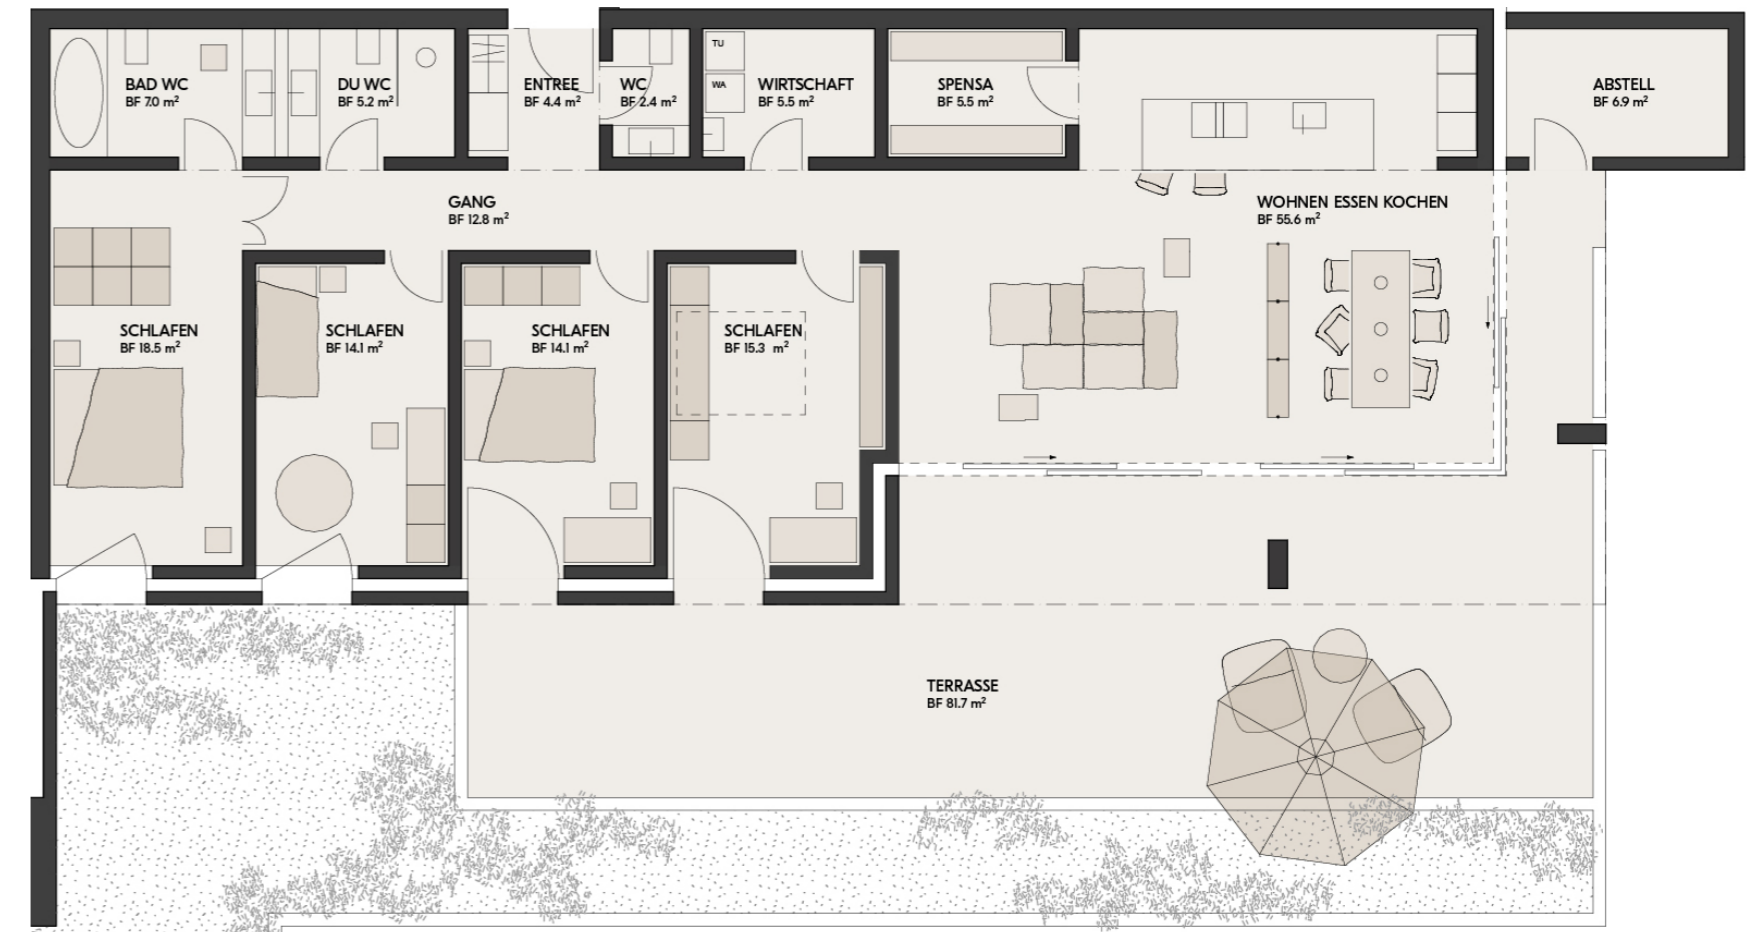 BAD WC
BF 7.0 m²
DU WC
BF 5.2 m²
ENTREE
BF 4.4 m²
WC
BF 2.4 m²
TU
WA
WIRTSCHAFT
BF 5.5 m²
SPENSA
BF 5.5 m²
ABSTELL
BF 6.9 m²
GANG
BF 12.8 m²
WOHNEN ESSEN KOCHEN
BF 55.6 m²
SCHLAFEN
BF 18.5 m²
SCHLAFEN
BF 14.1 m²
SCHLAFEN
BF 14.1 m²
SCHLAFEN
BF 15.3 m²
TERRASSE
BF 81.7 m²